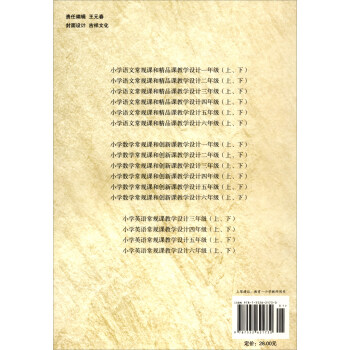 责任编辑 王元春
封面设计 吉祥文化
小学语文常规课和精品课教学设计一年级(上、下)
小学语文常规课和精品课教学设计二年级(上、下)
小学语文常规课和精品课教学设计三年级(上、下)
小学语文常规课和精品课教学设计四年级(上、下)
小学语文常规课和精品课教学设计五年级(上、下)
小学语文常规课和精品课教学设计六年级(上、下)
小学数学常规课和创新课教学设计一年级(上、下)
小学数学常规课和创新课教学设计二年级(上、下)
小学数学常规课和创新课教学设计三年级(上、下)
小学数学常规课和创新课教学设计四年级(上、下)
小学数学常规课和创新课教学设计五年级(上、下)
小学数学常规课和创新课教学设计六年级(上、下)
小学英语常规课教学设计三年级(上、下)
小学英语常规课教学设计四年级(上、下)
小学英语常规课教学设计五年级(上、下)
小学英语常规课教学设计六年级(上、下)
定价:26.00元